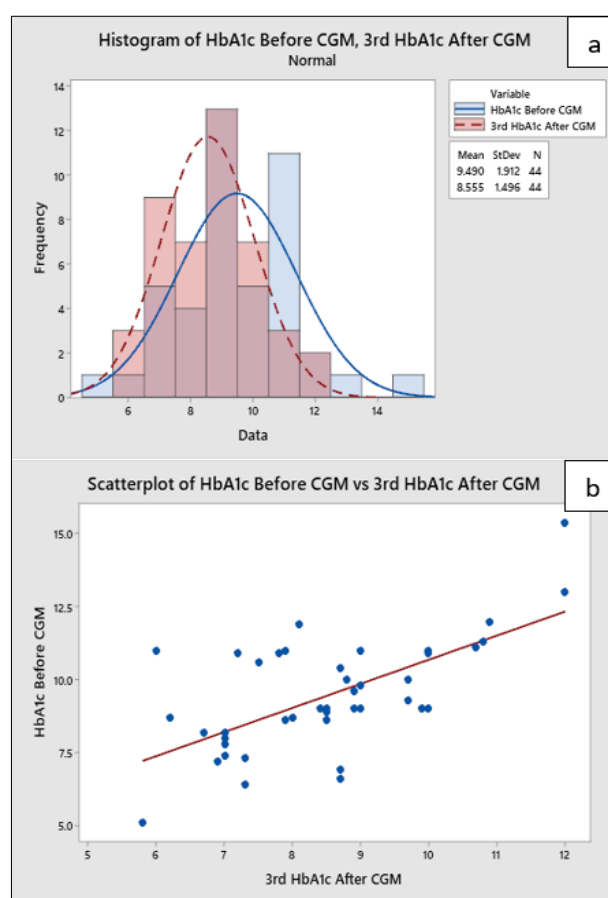 Histogram of HbA1c Before CGM, 3rd HbA1c After CGM
Normal
a
Variable
HbA1c Before CGM
3rd HbA1c After CGM
Mean StDev N
9.490 1.912 44
8.555 1.496 44
14
12
10
8
6
4
2
0
Frequency
6 8 10 12 14
Data
Scatterplot of HbA1c Before CGM vs 3rd HbA1c After CGM
b
15.0
12.5
10.0
7.5
5.0
HbA1c Before CGM
5 6 7 8 9 10 11 12
3rd HbA1c After CGM